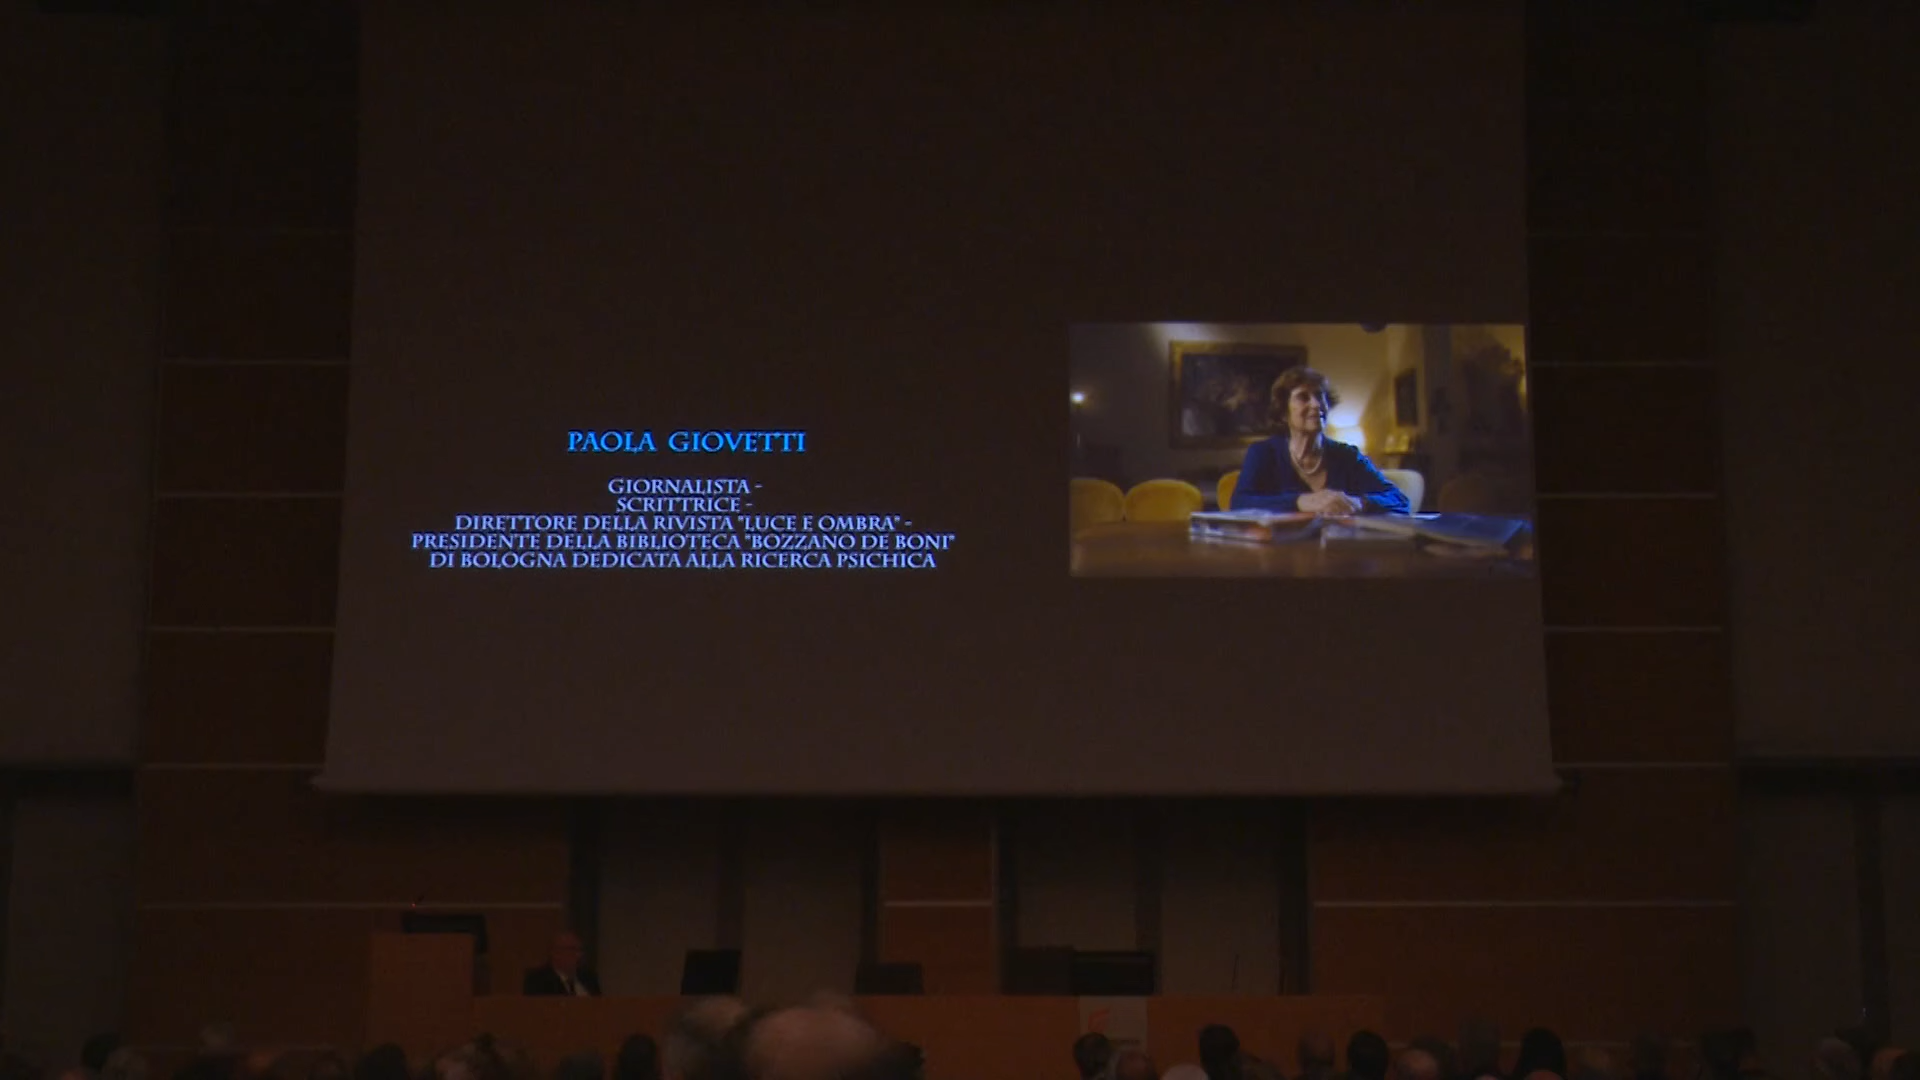 PAOLA GIOVETTI
GIORNALISTA -
SCRITTRICE -
DIRETTORE DELLA RIVISTA "LUCE E OMBRA" -
PRESIDENTE DELLA BIBLIOTECA "BOZZANO DE BONI"
DI BOLOGNA DEDICATA ALLA RICERCA PSICHICA